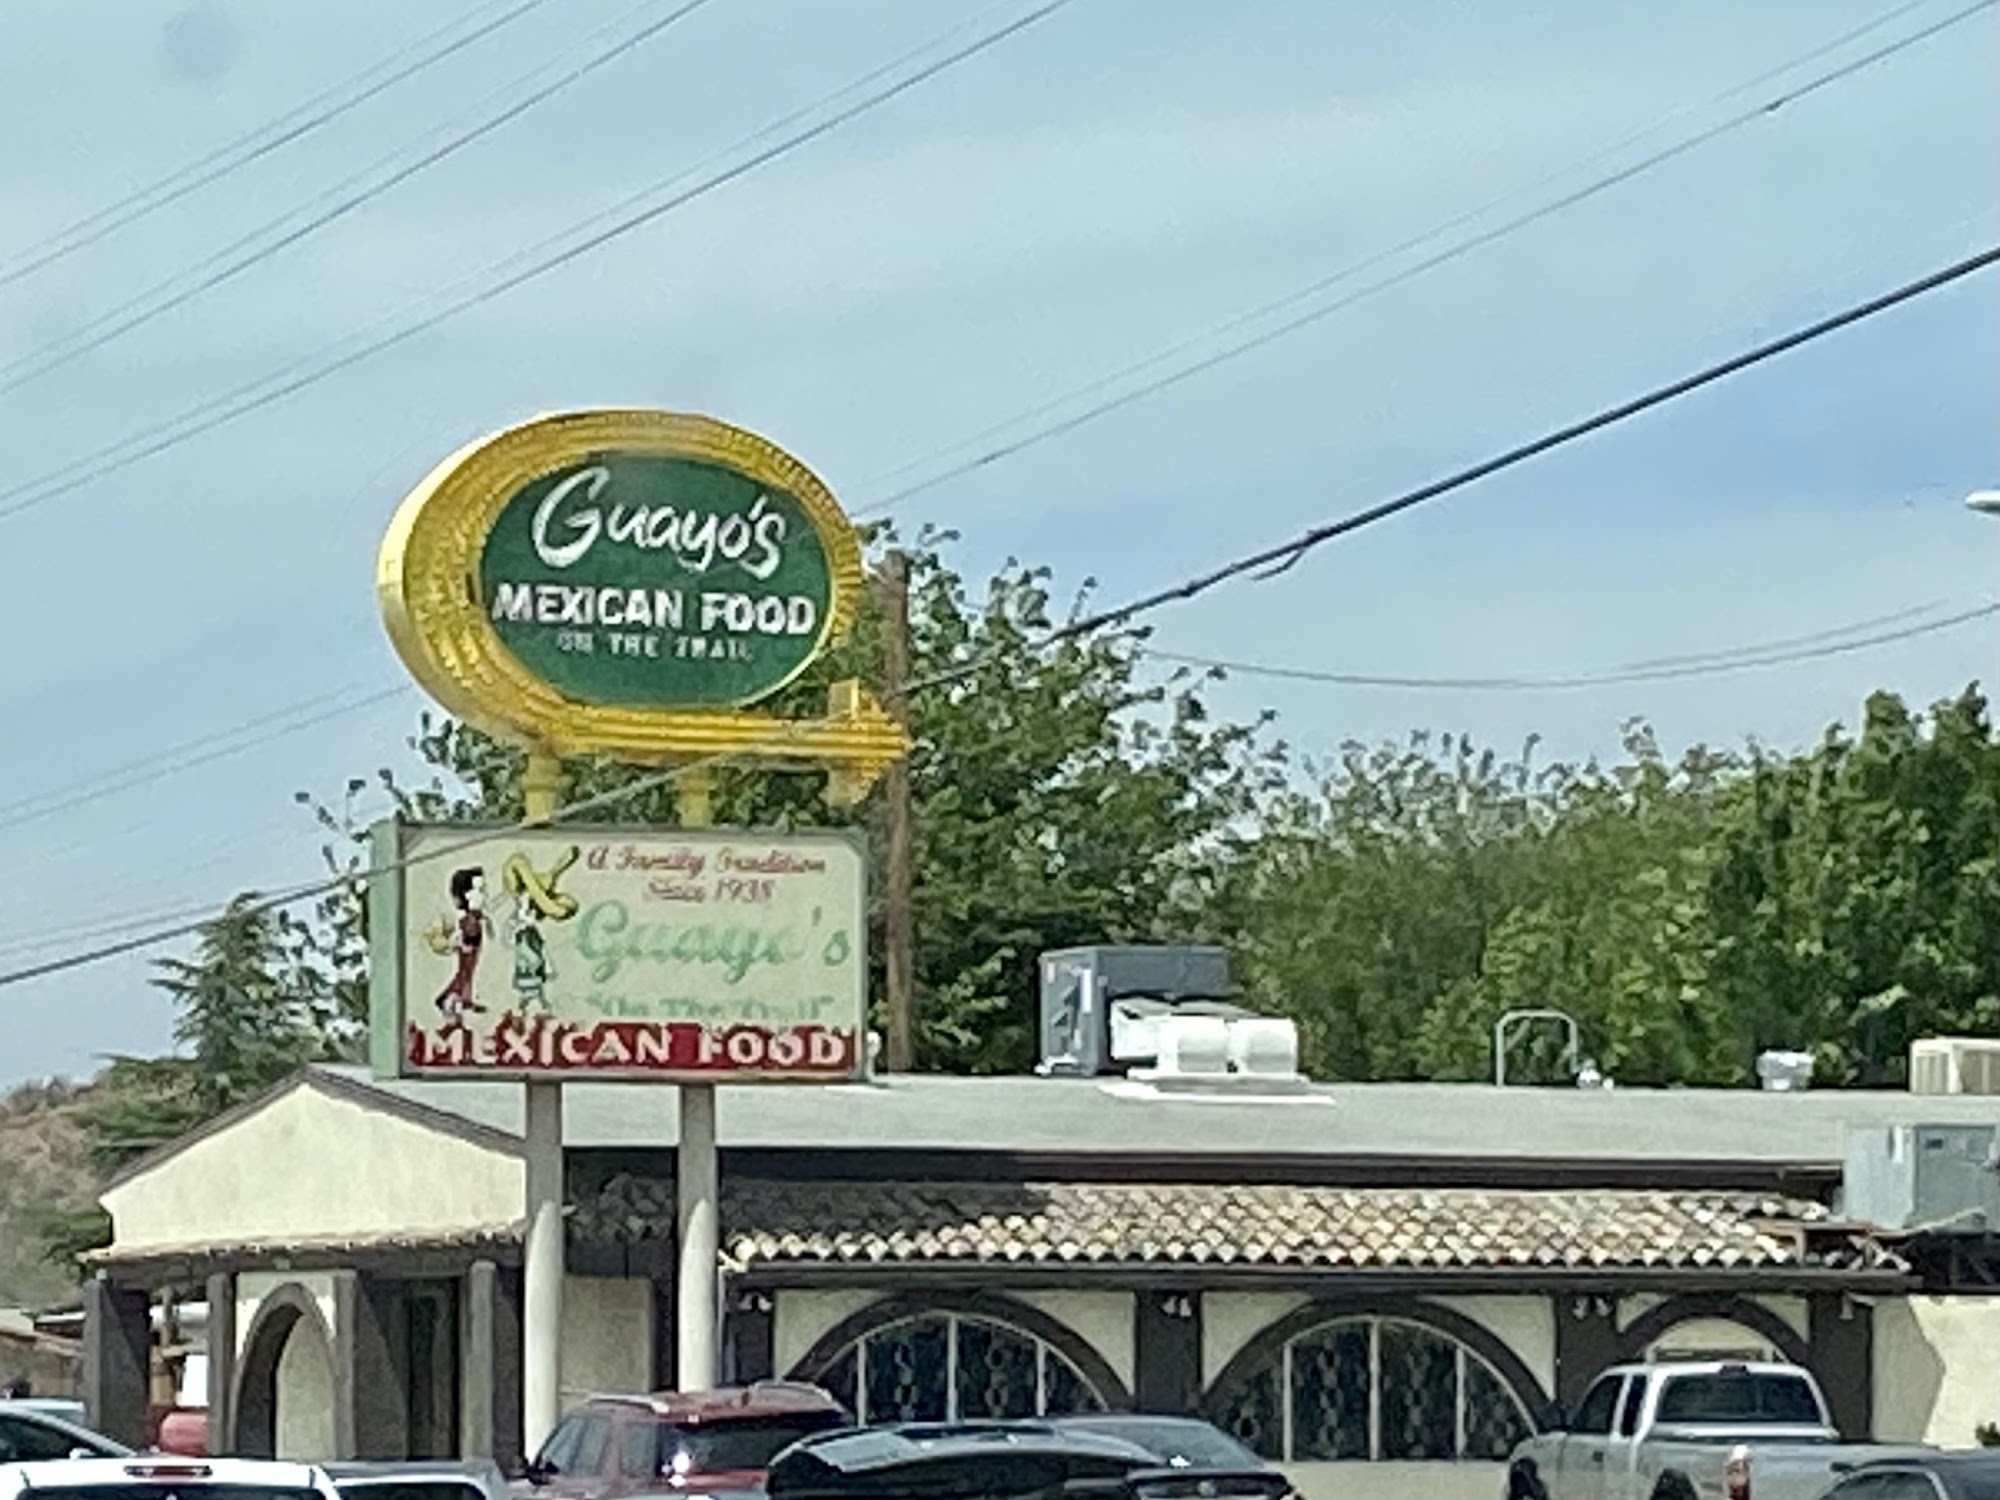 Guayo's
MEXICAN FOOD
ON THE TRAIL
A Family Tradition
Since 1938
Guayo's
"On The Trail"
MEXICAN FOOD